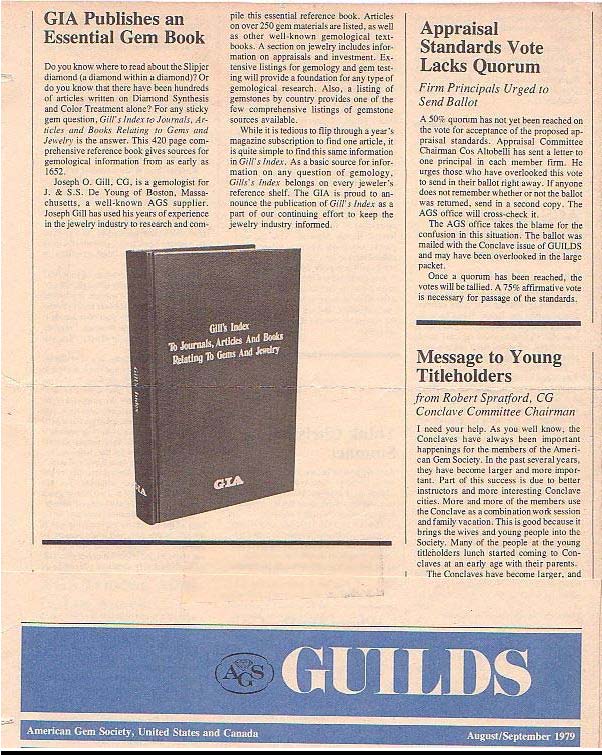 GIA Publishes an
Essential Gem Book
Do you know where to read about the Slipjer
diamond (a diamond within a diamond)? Or
do you know that there have been hundreds
of articles written on Diamond Synthesis
and Color Treatment alone? For any sticky
gem question, Gill's Index to Journals, Ar-
ticles and Books Relating to Gems and
Jewelry is the answer. This 420 page com-
prehensive reference book gives sources for
gemological information from as early as
1652.
Joseph O. Gill, CG, is a gemologist for
J. & S.S. De Young of Boston, Massa-
chusetts, a well-known AGS supplier.
Joseph Gill has used his years of experience
in the jewelry industry to research and com-
pile this essential reference book. Articles
on over 250 gem materials are listed, as well
as other well-known gemological text-
books. A section on jewelry includes infor-
mation on appraisals and investment. Ex-
tensive listings for gemology and gem test-
ing will provide a foundation for any type of
gemological research. Also, a listing of
gemstones by country provides one of the
few comprehensive listings of gemstone
sources available.
While it is tedious to flip through a year's
magazine subscription to find one article, it
is quite simple to find this same information
in Gill's Index. As a basic source for infor-
mation on any question of gemology,
Gills's Index belongs on every jeweler's
reference shelf. The GIA is proud to an-
nounce the publication of Gill's Index as a
part of our continuing effort to keep the
jewelry industry informed.
Gill's Index
To Journals, Articles And Books
Relating To Gems And Jewelry
GIA
Gill's Index
GIA
Appraisal
Standards Vote
Lacks Quorum
Firm Principals Urged to
Send Ballot
A 50% quorum has not yet been reached on
the vote for acceptance of the proposed ap-
praisal standards. Appraisal Committee
Chairman Cos Altobelli has sent a letter to
one principal in each member firm. He
urges those who have overlooked this vote
to send in their ballot right away. If anyone
does not remember whether or not the ballot
was returned, send in a second copy. The
AGS office will cross-check it.
The AGS office takes the blame for the
confusion in this situation. The ballot was
mailed with the Conclave issue of GUILDS
and may have been overlooked in the large
packet.
Once a quorum has been reached, the
votes will be tallied. A 75% affirmative vote
is necessary for passage of the standards.
Message to Young
Titleholders
from Robert Spratford, CG
Conclave Committee Chairman
I need your help. As you well know, the
Conclaves have always been important
happenings for the members of the Ameri-
can Gem Society. In the past several years,
they have become larger and more impor-
tant. Part of this success is due to better
instructors and more interesting Conclave
cities. More and more of the members use
the Conclave as a combination work session
and family vacation. This is good because it
brings the wives and young people into the
Society. Many of the people at the young
titleholders lunch started coming to Con-
claves at an early age with their parents.
The Conclaves have become larger, and
AGS
GUILDS
American Gem Society, United States and Canada
August/September 1979